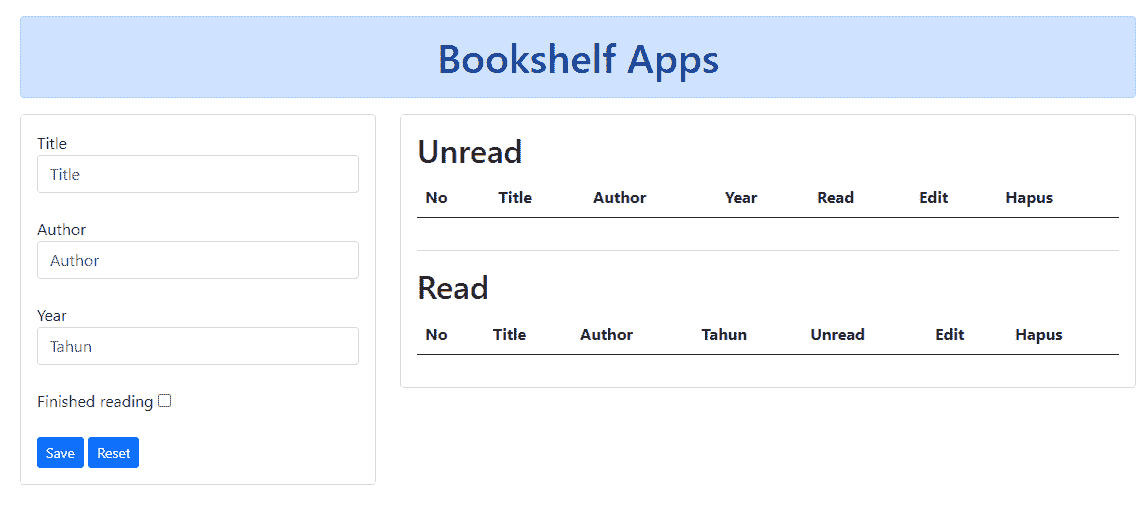 Bookshelf Apps
Title
Title
Author
Author
Year
Tahun
Finished reading
Save Reset
Unread
No Title Author Year Read Edit Hapus
Read
No Title Author Tahun Unread Edit Hapus